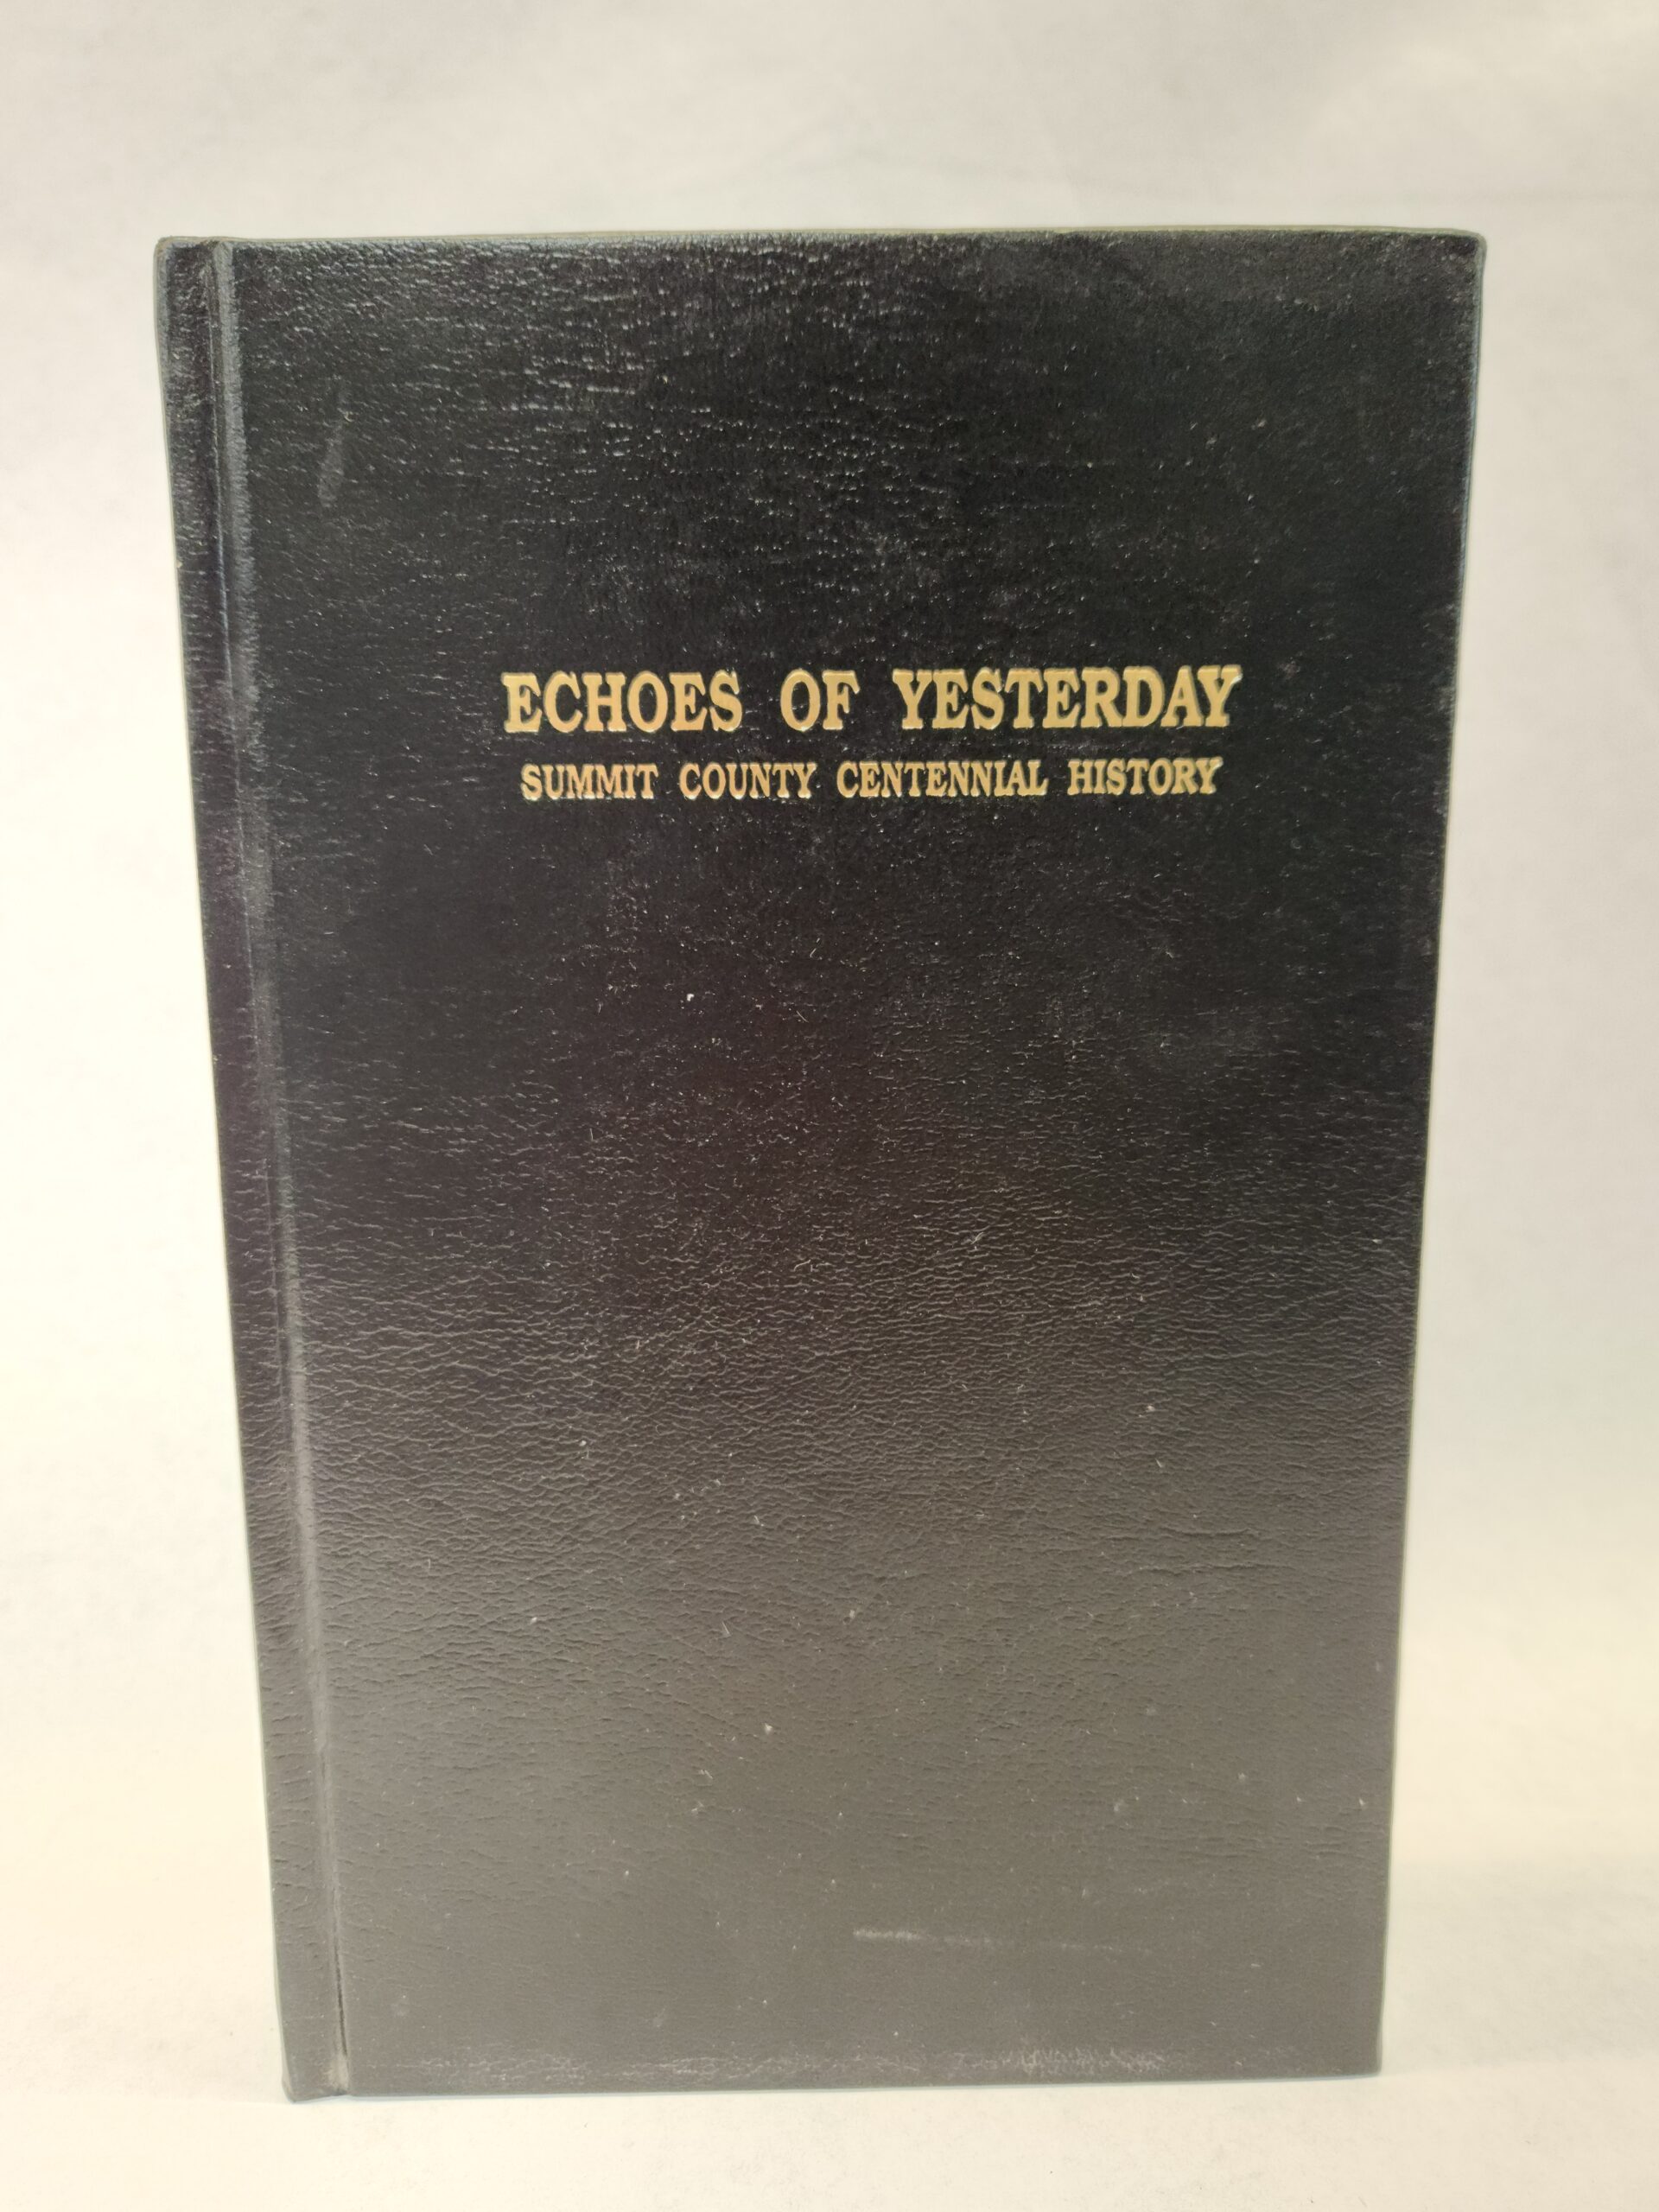 ECHOES OF YESTERDAY
SUMMIT COUNTY CENTENNIAL HISTORY